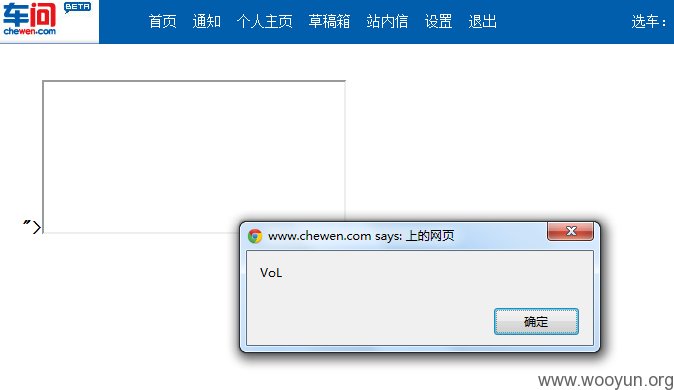 车问 BETA
chewen.com
首页 通知 个人主页 草稿箱 站内信 设置 退出 选车：
">
www.chewen.com says: 上的网页
VoL
确定
www.wooyun.org